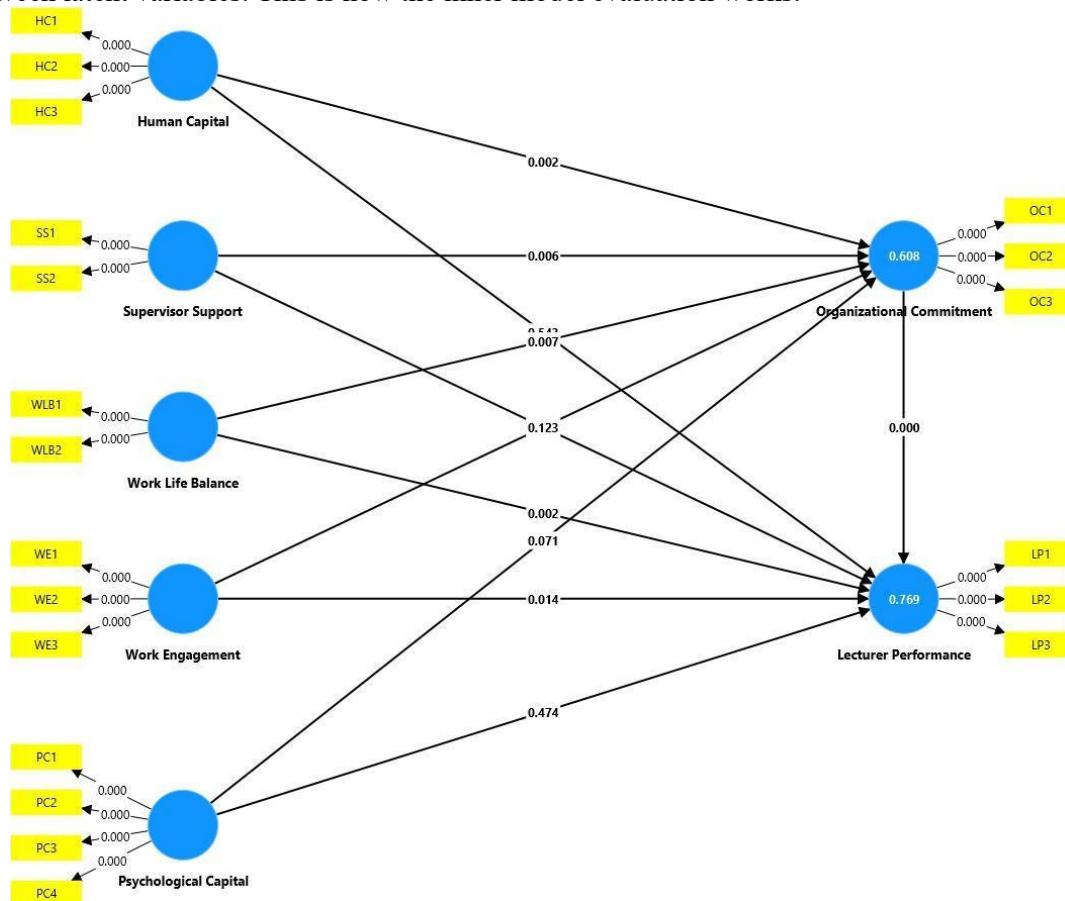 HC1
0.000
HC2
0.000
0.000
HC3
Human Capital
0.002
SS1
0.000
0.000
SS2
Supervisor Support
0.006
OC1
0.000
0.608
0.000
OC2
0.000
OC3
Organizational Commitment
0.007
WLB1
0.000
0.000
WLB2
Work Life Balance
0.123
0.000
0.002
0.071
WE1
0.000
0.000
WE2
0.000
WE3
Work Engagement
0.014
LP1
0.000
0.769
0.000
LP2
0.000
LP3
Lecturer Performance
0.474
PC1
0.000
PC2
0.000
0.000
PC3
0.000
PC4
Psychological Capital